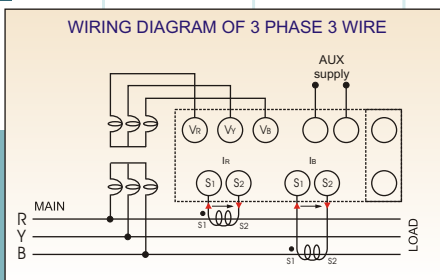 WIRING DIAGRAM OF 3 PHASE 3 WIRE
AUX
supply
VR VY VB
IR IB
S1 S2 S1 S2
MAIN
R
S1 S2
Y
B
S1 S2
LOAD